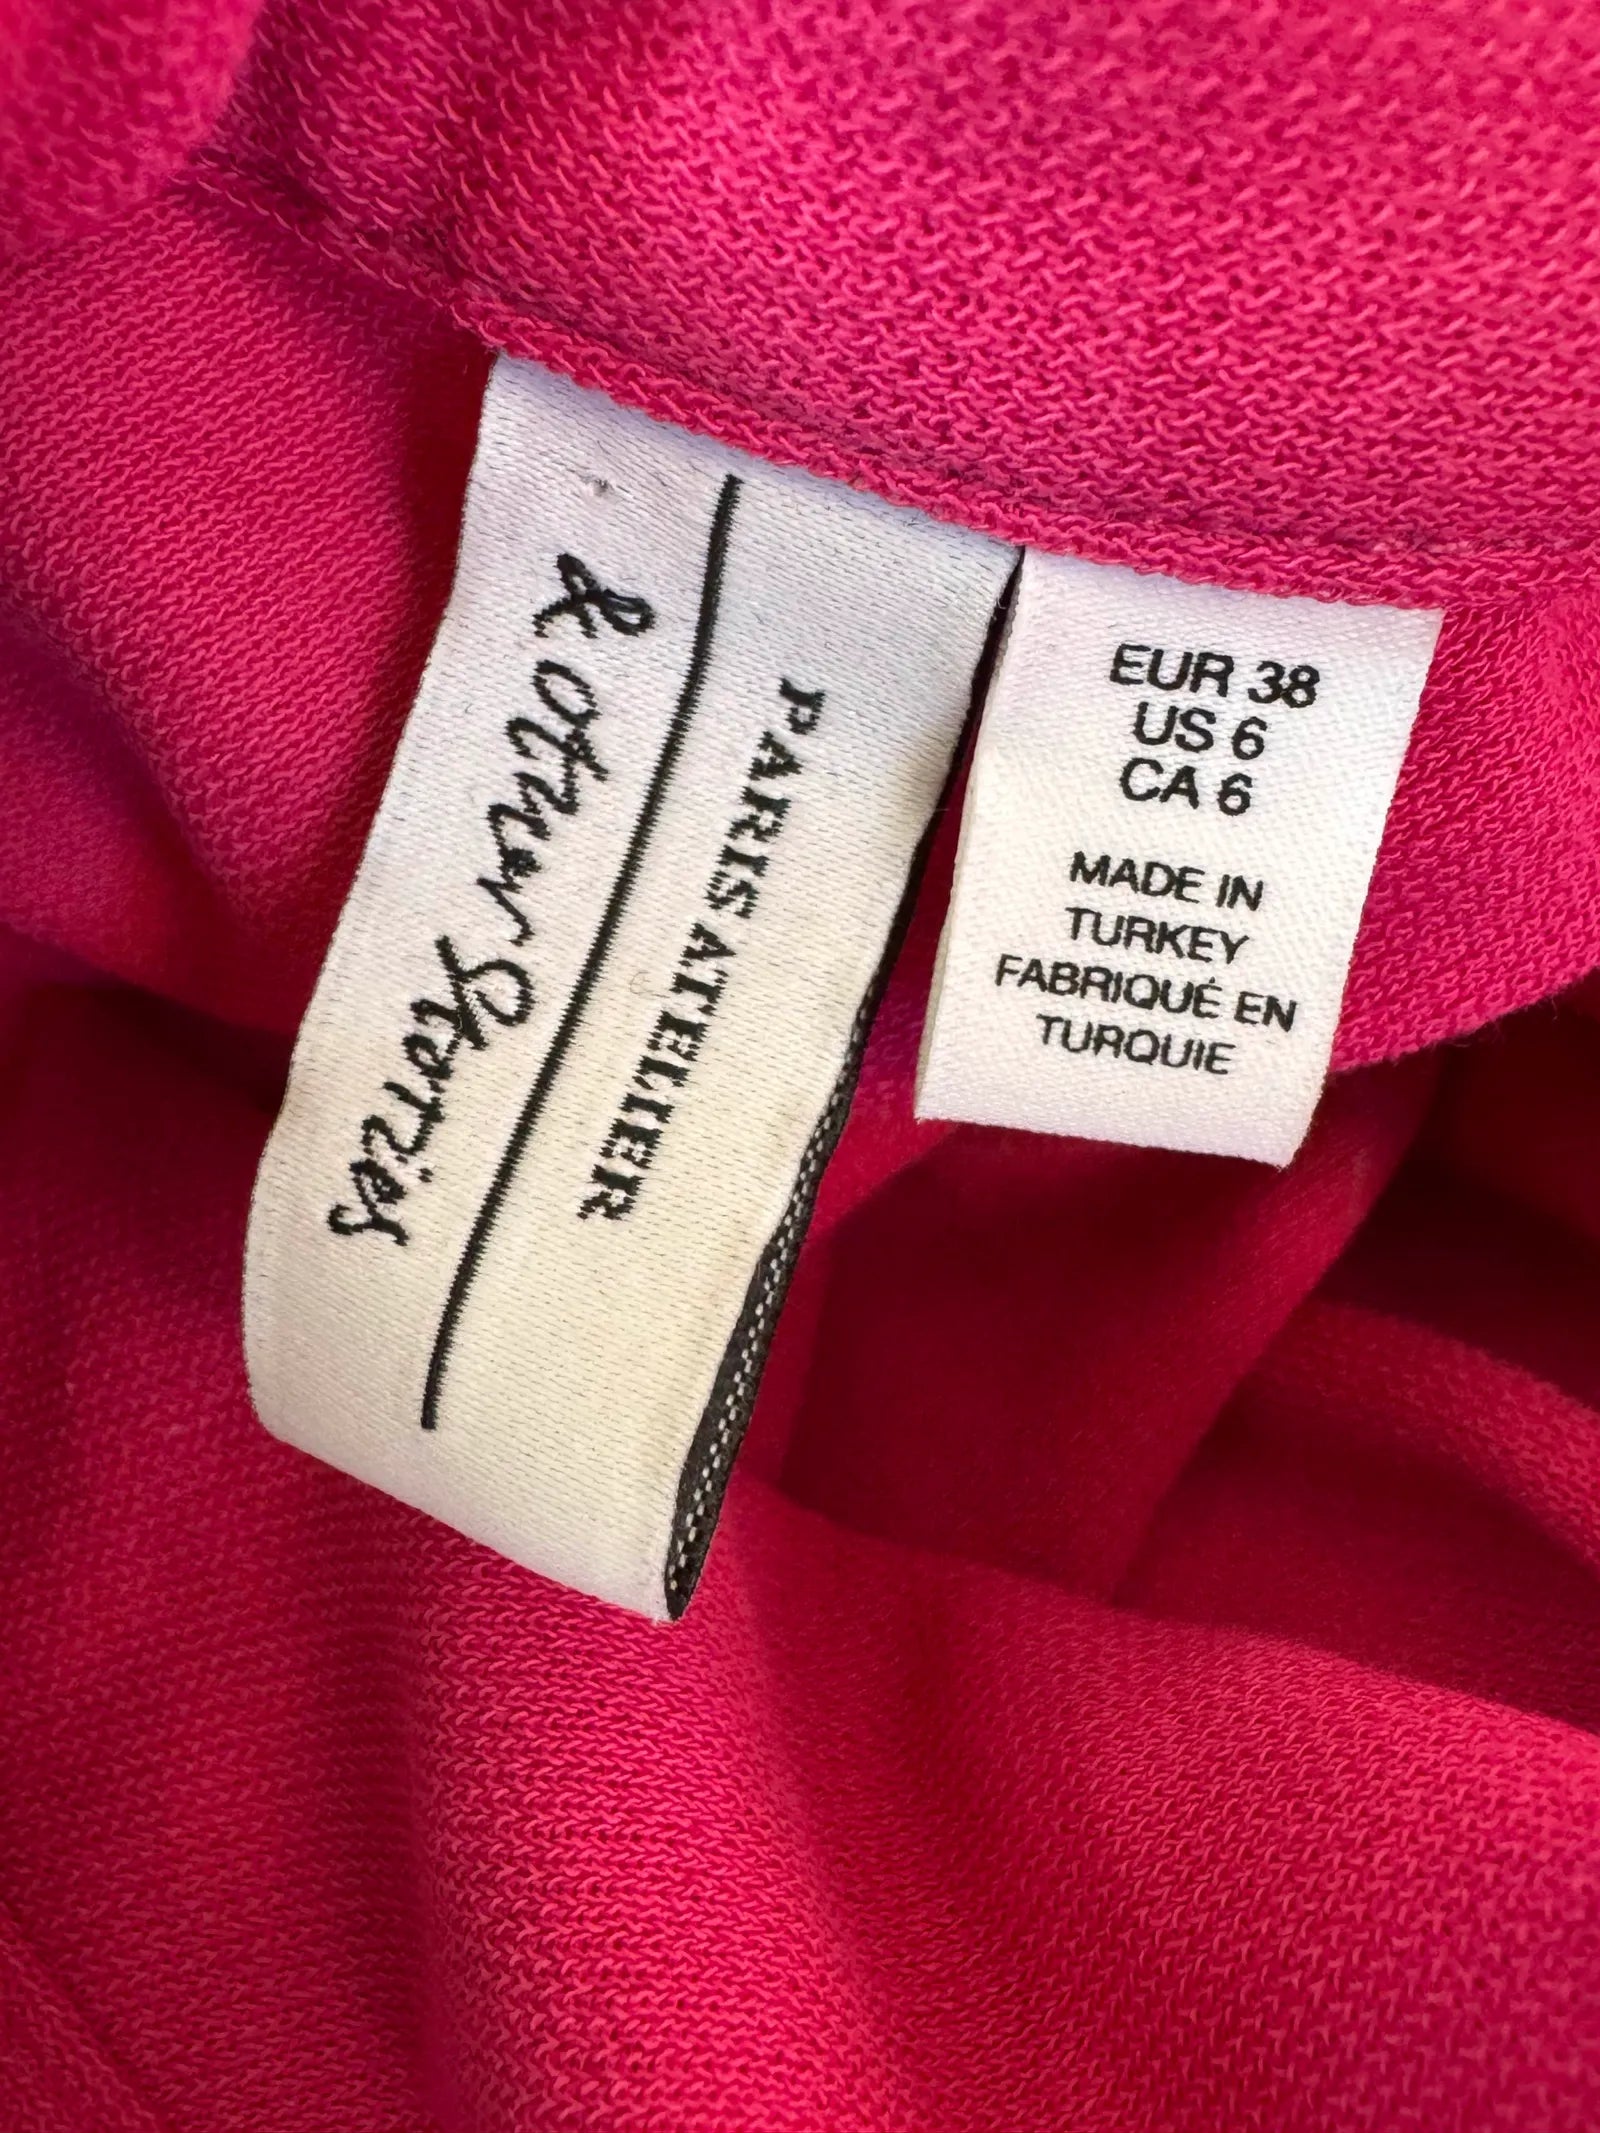 & other Stories
PARIS ATELIER
EUR 38
US 6
CA 6
MADE IN
TURKEY
FABRIQUÉ EN
TURQUIE